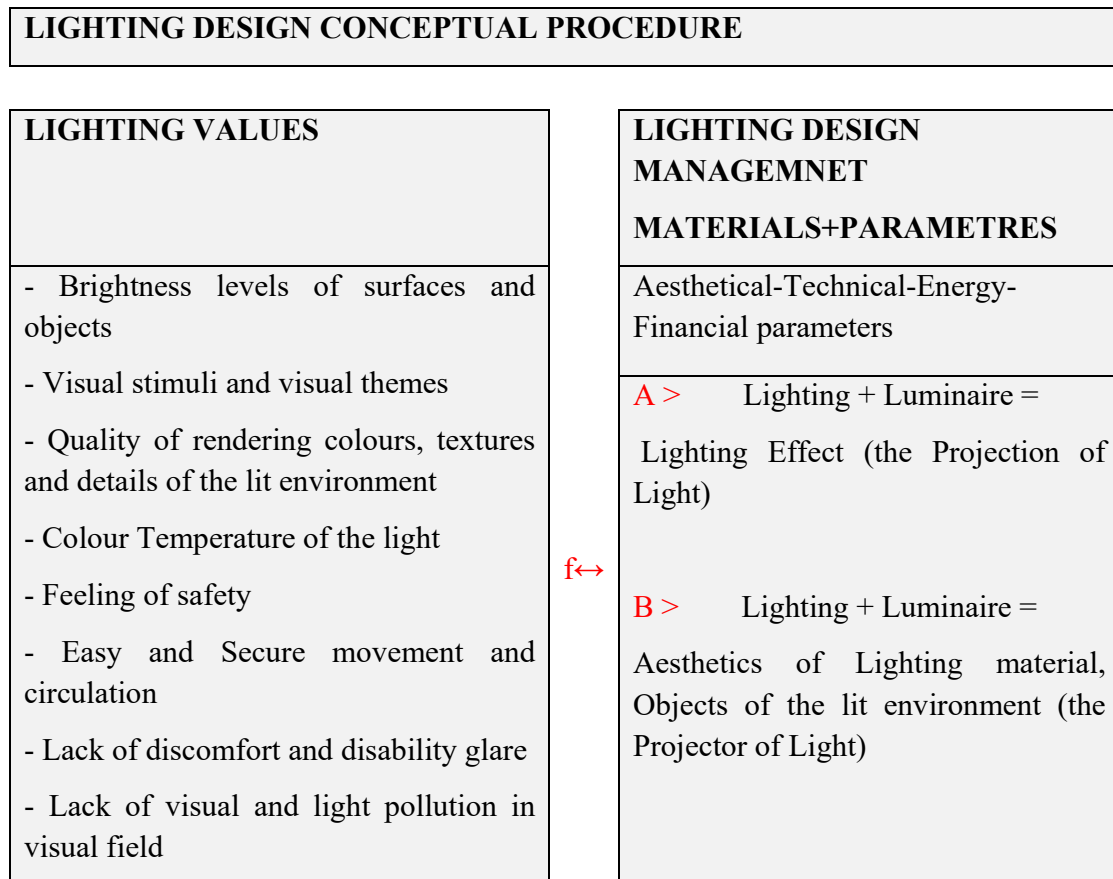 LIGHTING DESIGN CONCEPTUAL PROCEDURE
LIGHTING VALUES
- Brightness levels of surfaces and
objects
- Visual stimuli and visual themes
- Quality of rendering colours, textures
and details of the lit environment
- Colour Temperature of the light
- Feeling of safety
- Easy and Secure movement and
circulation
- Lack of discomfort and disability glare
- Lack of visual and light pollution in
visual field
f↔
LIGHTING DESIGN
MANAGEMNET
MATERIALS+PARAMETRES
Aesthetical-Technical-Energy-
Financial parameters
A > Lighting + Luminaire =
Lighting Effect (the Projection of
Light)
B > Lighting + Luminaire =
Aesthetics of Lighting material,
Objects of the lit environment (the
Projector of Light)